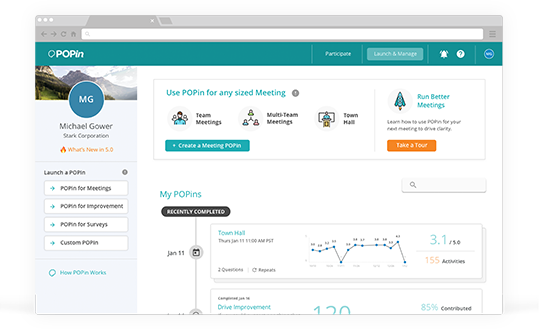 POPin
Participate
Launch & Manage
MG
Michael Gower
Stark Corporation
What's New in 5.0
Launch a POPin
POPin for Meetings
POPin for Improvement
POPin for Surveys
Custom POPin
How POPin Works
Use POPin for any sized Meeting
Team
Meetings
Multi-Team
Meetings
Town
Hall
+ Create a Meeting POPin
Run Better
Meetings
Learn how to use POPin for your
next meeting to drive clarity.
Take a Tour
My POPins
RECENTLY COMPLETED
Jan 11
Town Hall
Thurs Jan 11 11:00 AM PST
2 Questions
Repeats
3.1 / 5.0
155 Activities
Completed Jan 10
Drive Improvement
120
85% Contributed